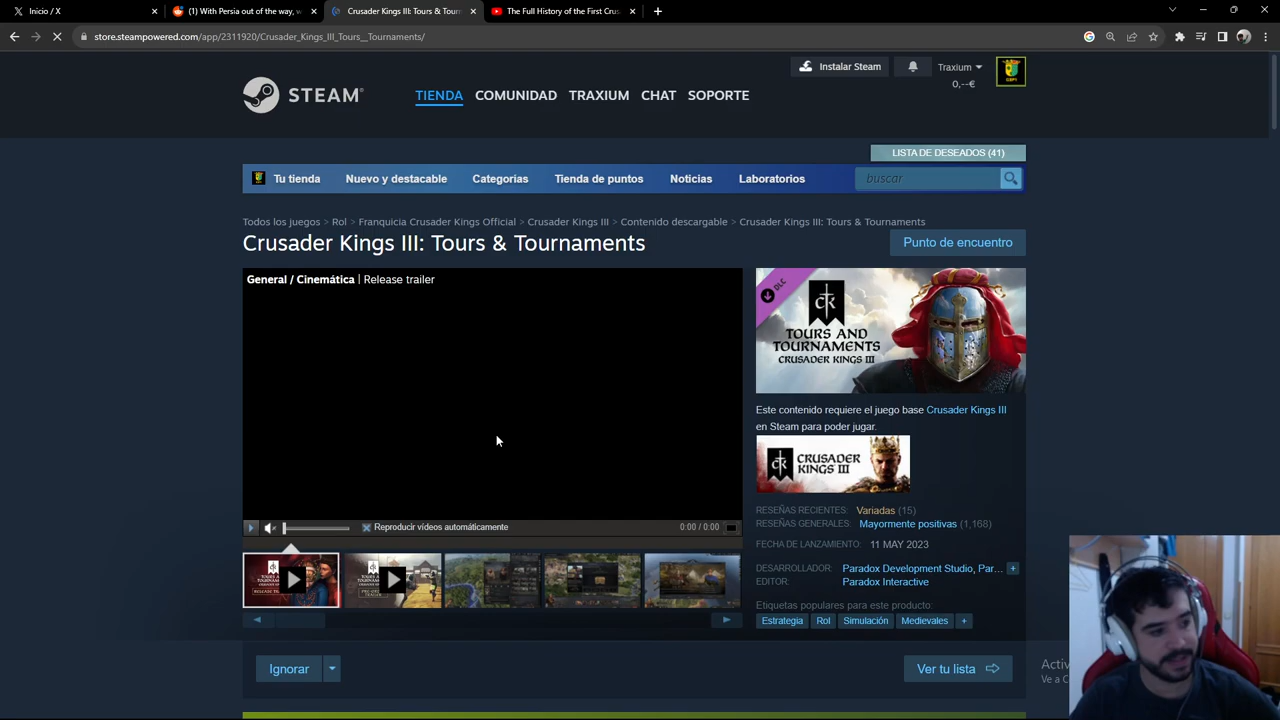 Inicio / X
(1) With Persia out of the way, w
Crusader Kings III: Tours & Tourn
The Full History of the First Crus
store.steampowered.com/app/2311920/Crusader_Kings_III_Tours__Tournaments/
Instalar Steam
Traxium
0,--€
STEAM
TIENDA COMUNIDAD TRAXIUM CHAT SOPORTE
LISTA DE DESEADOS (41)
Tu tienda Nuevo y destacable Categorías Tienda de puntos Noticias Laboratorios buscar
Todos los juegos > Rol > Franquicia Crusader Kings Official > Crusader Kings III > Contenido descargable > Crusader Kings III: Tours & Tournaments
Crusader Kings III: Tours & Tournaments
Punto de encuentro
General / Cinemática | Release trailer
DLC
TOURS AND
TOURNAMENTS
CRUSADER KINGS III
Este contenido requiere el juego base Crusader Kings III
en Steam para poder jugar.
CRUSADER
KINGS III
RESEÑAS RECIENTES: Variadas (15)
RESEÑAS GENERALES: Mayormente positivas (1,168)
FECHA DE LANZAMIENTO: 11 MAY 2023
DESARROLLADOR: Paradox Development Studio, Par... +
EDITOR: Paradox Interactive
Etiquetas populares para este producto:
Estrategia Rol Simulación Medievales +
Reproducir vídeos automáticamente 0:00 / 0:00
Ignorar
Ver tu lista
Activ
Ve a C